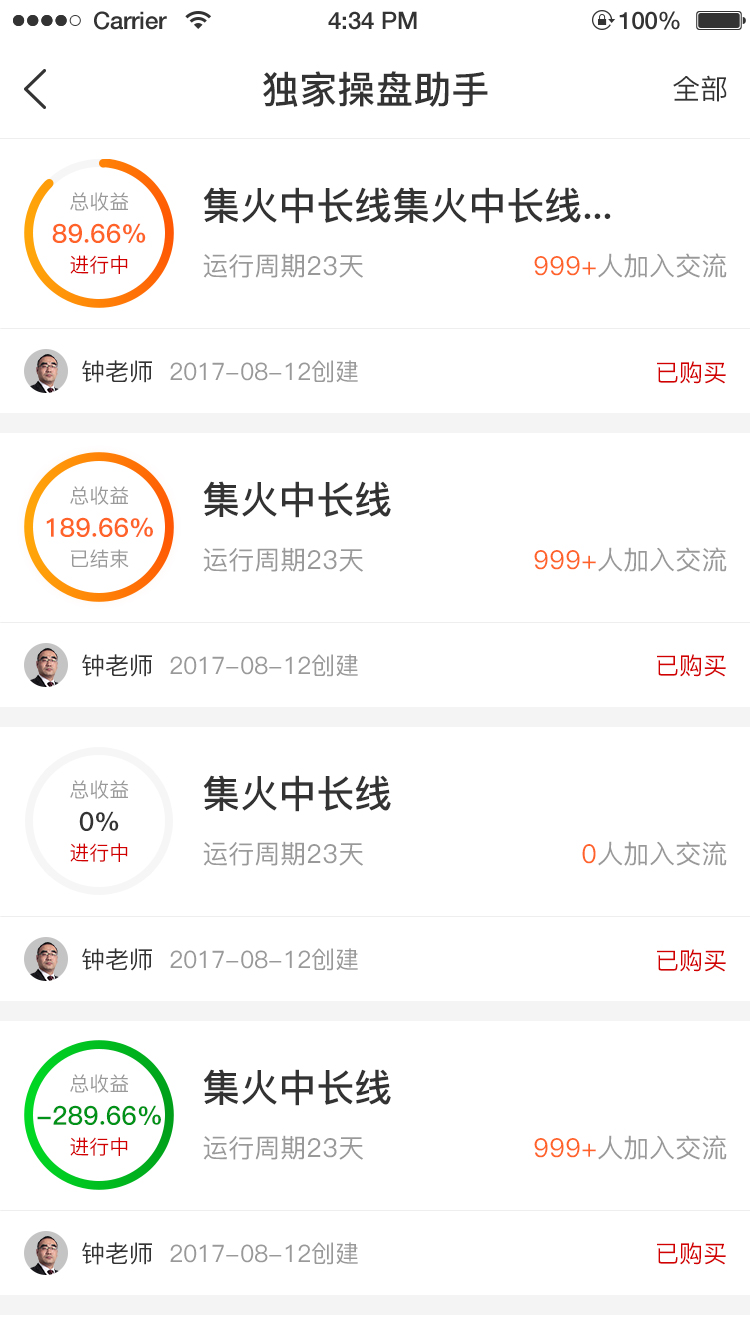 Carrier 4:34 PM 100%
独家操盘助手 全部
总收益
89.66%
进行中
集火中长线集火中长线...
运行周期23天 999+人加入交流
钟老师 2017-08-12创建 已购买
总收益
189.66%
已结束
集火中长线
运行周期23天 999+人加入交流
钟老师 2017-08-12创建 已购买
总收益
0%
进行中
集火中长线
运行周期23天 0人加入交流
钟老师 2017-08-12创建 已购买
总收益
-289.66%
进行中
集火中长线
运行周期23天 999+人加入交流
钟老师 2017-08-12创建 已购买